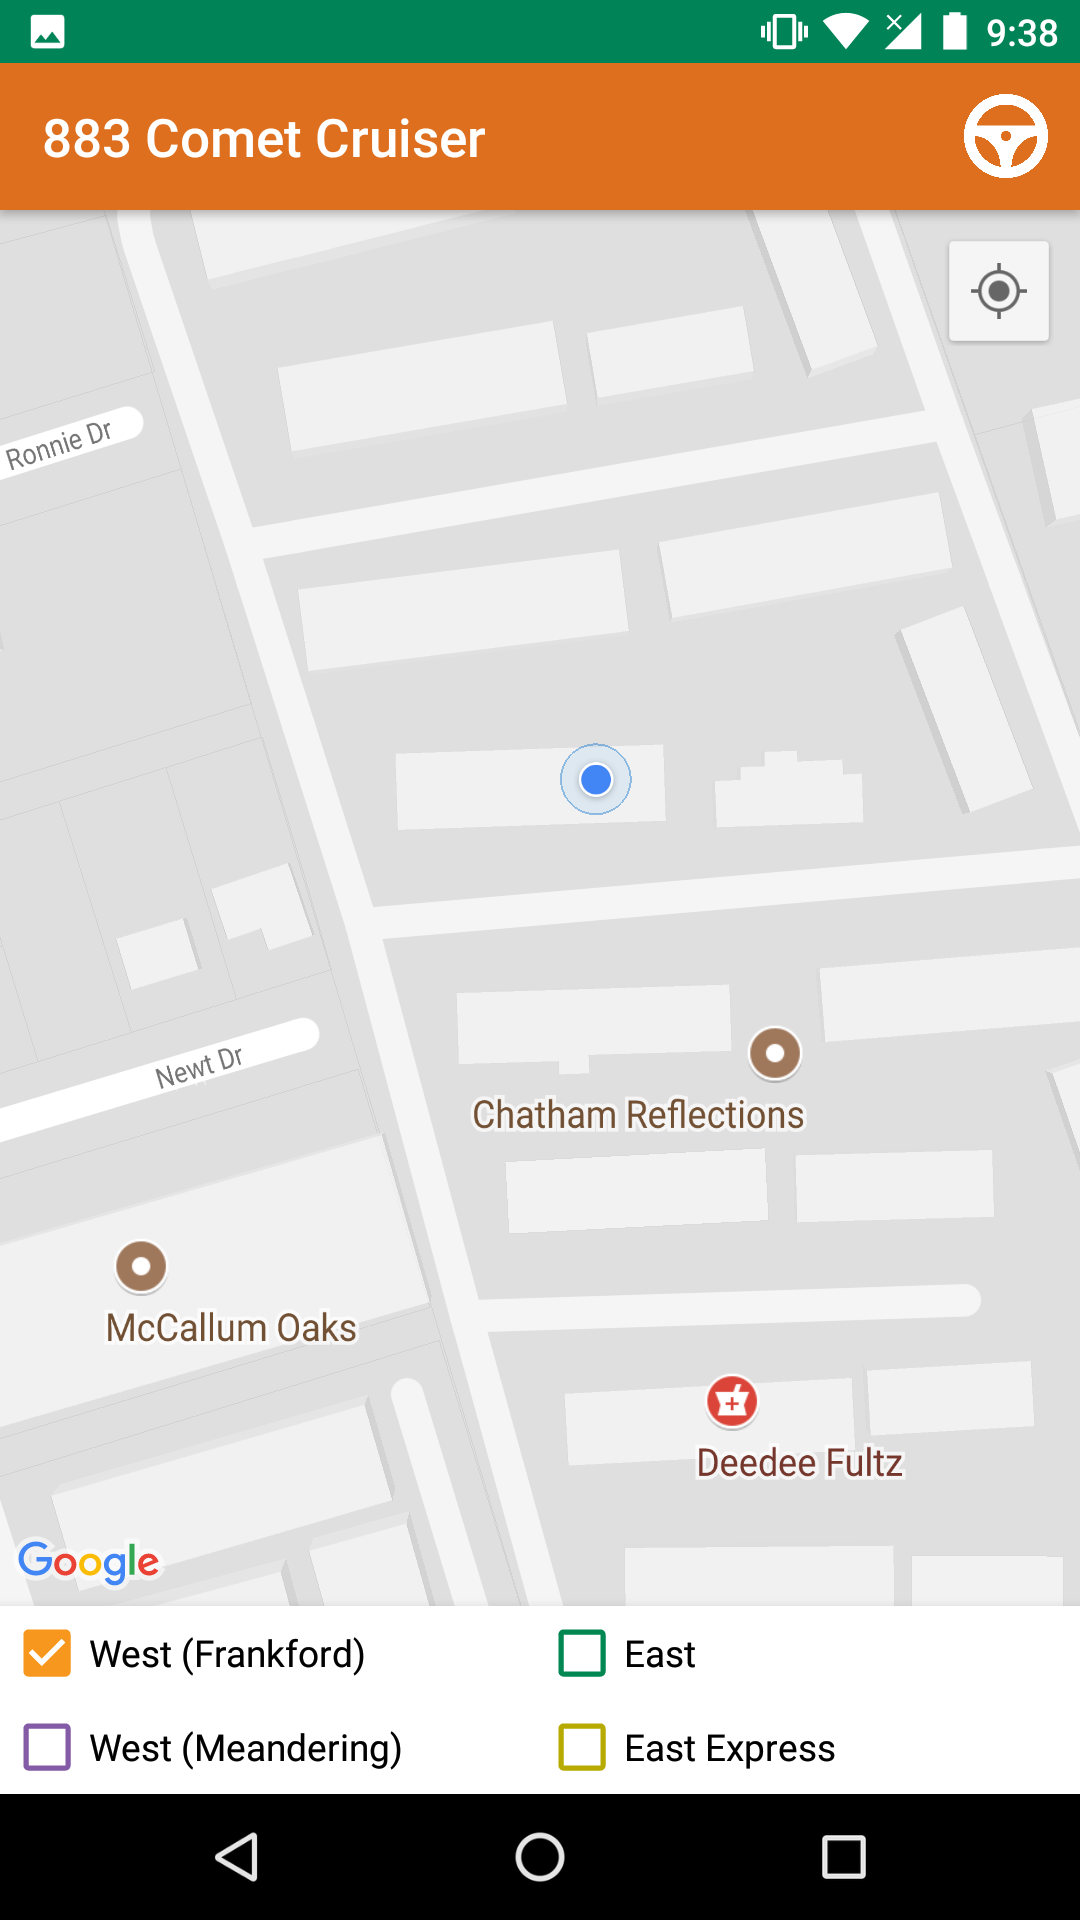 9:38
883 Comet Cruiser
Ronnie Dr
Newt Dr
Chatham Reflections
McCallum Oaks
Deedee Fultz
Google
West (Frankford)
East
West (Meandering)
East Express